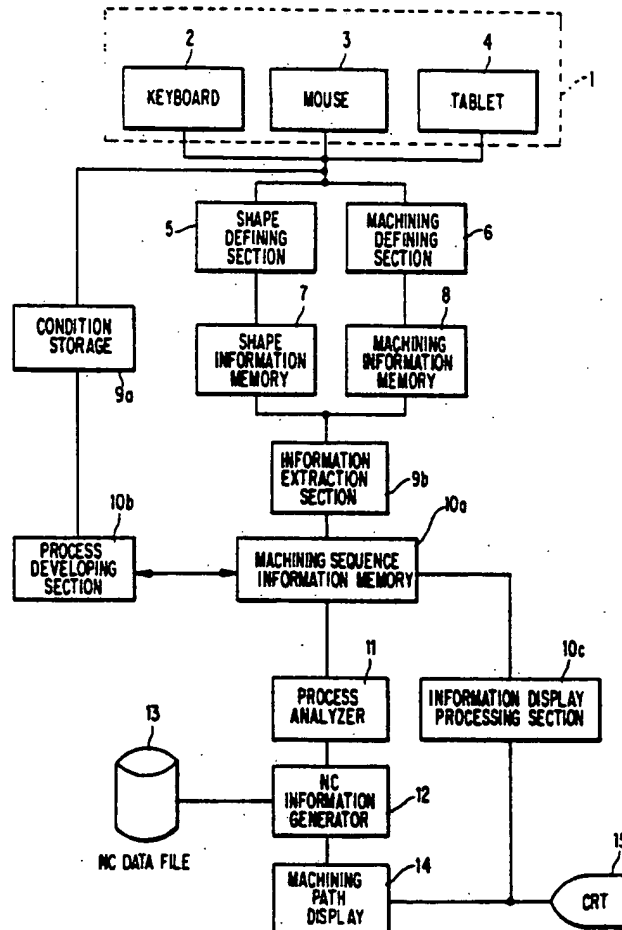 2
3
4
1
KEYBOARD
MOUSE
TABLET
5
SHAPE
DEFINING
SECTION
MACHINING
DEFINING
SECTION
6
7
8
CONDITION
STORAGE
9a
SHAPE
INFORMATION
MEMORY
MACHINING
INFORMATION
MEMORY
INFORMATION
EXTRACTION
SECTION
9b
10b
10a
PROCESS
DEVELOPING
SECTION
MACHINING SEQUENCE
INFORMATION MEMORY
11
10c
PROCESS
ANALYZER
INFORMATION DISPLAY
PROCESSING SECTION
13
NC
INFORMATION
GENERATOR
12
NC DATA FILE
14
15
MACHINING
PATH
DISPLAY
CRT